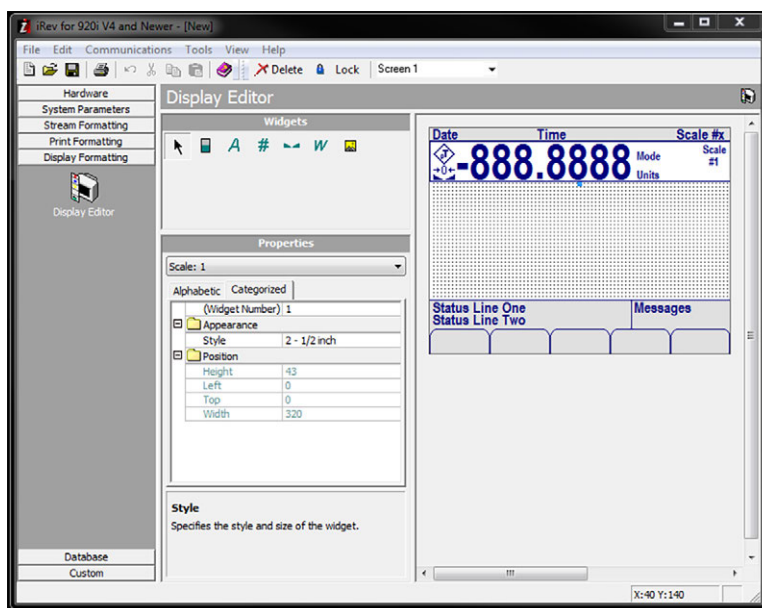 iRev for 920i V4 and Newer - [New]
File Edit Communications Tools View Help
Delete Lock Screen 1
Hardware
System Parameters
Stream Formatting
Print Formatting
Display Formatting
Display Editor
Database
Custom
Display Editor
Widgets
A # W
Properties
Scale: 1
Alphabetic Categorized
(Widget Number) 1
Appearance
Style 2 - 1/2 inch
Position
Height 43
Left 0
Top 0
Width 320
Style
Specifies the style and size of the widget.
Date Time Scale #x
-888.8888 Mode Scale
Units #1
→0← T
Status Line One Messages
Status Line Two
X:40 Y:140